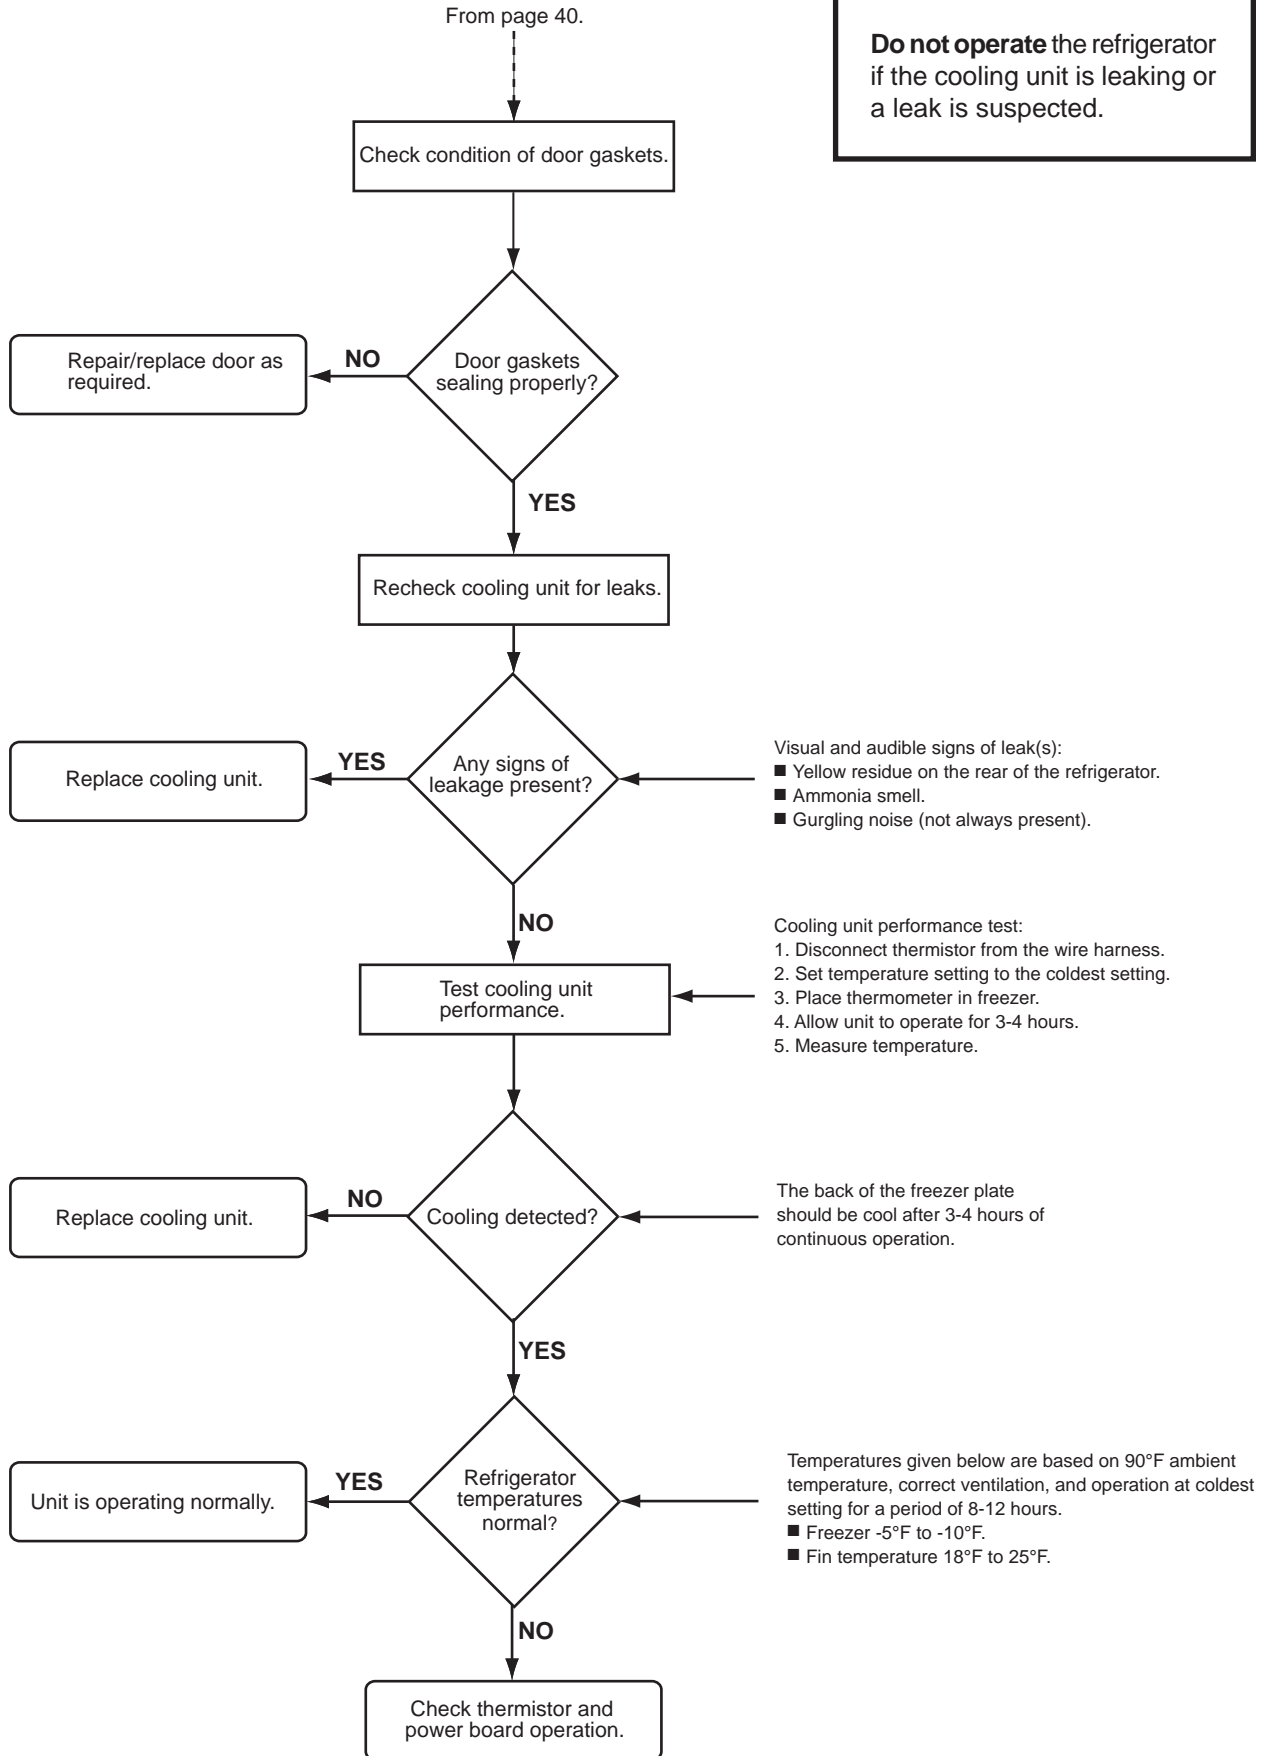 From page 40.
Do not operate the refrigerator
if the cooling unit is leaking or
a leak is suspected.
Check condition of door gaskets.
Door gaskets
sealing properly?
NO
Repair/replace door as
required.
YES
Recheck cooling unit for leaks.
Any signs of
leakage present?
YES
Replace cooling unit.
Visual and audible signs of leak(s):
■ Yellow residue on the rear of the refrigerator.
■ Ammonia smell.
■ Gurgling noise (not always present).
NO
Test cooling unit
performance.
Cooling unit performance test:
1. Disconnect thermistor from the wire harness.
2. Set temperature setting to the coldest setting.
3. Place thermometer in freezer.
4. Allow unit to operate for 3-4 hours.
5. Measure temperature.
Cooling detected?
NO
Replace cooling unit.
The back of the freezer plate
should be cool after 3-4 hours of
continuous operation.
YES
Refrigerator
temperatures
normal?
YES
Unit is operating normally.
Temperatures given below are based on 90°F ambient
temperature, correct ventilation, and operation at coldest
setting for a period of 8-12 hours.
■ Freezer -5°F to -10°F.
■ Fin temperature 18°F to 25°F.
NO
Check thermistor and
power board operation.